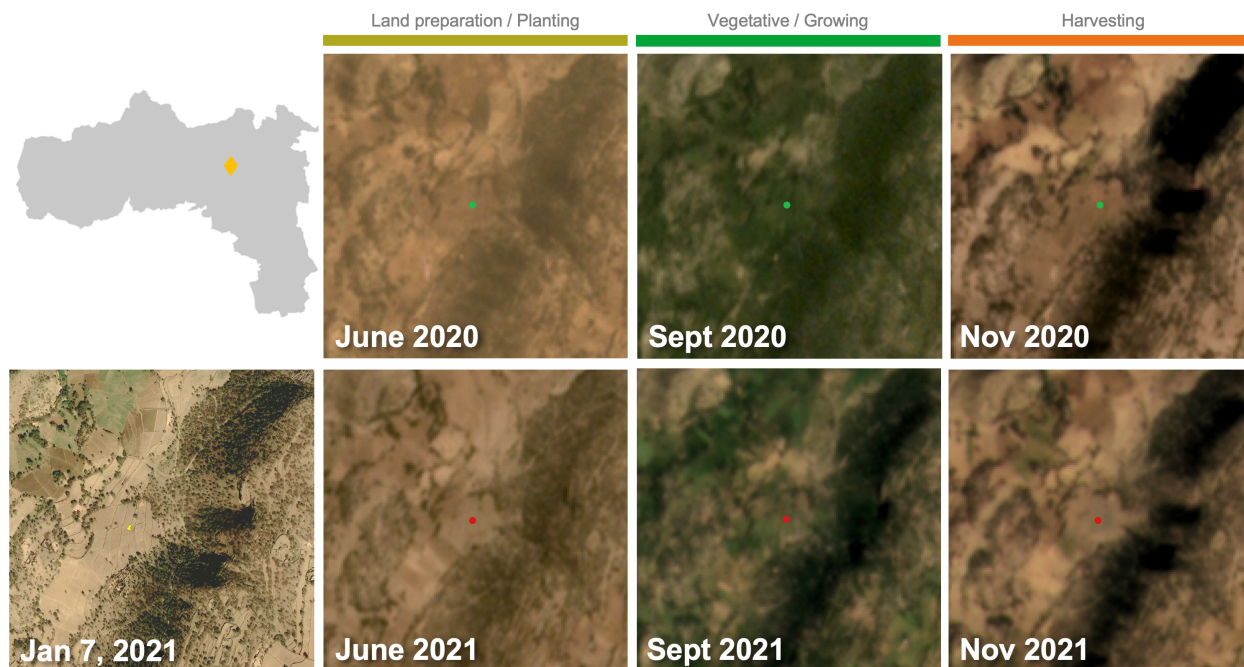 Land preparation / Planting
Vegetative / Growing
Harvesting
June 2020
Sept 2020
Nov 2020
Jan 7, 2021
June 2021
Sept 2021
Nov 2021